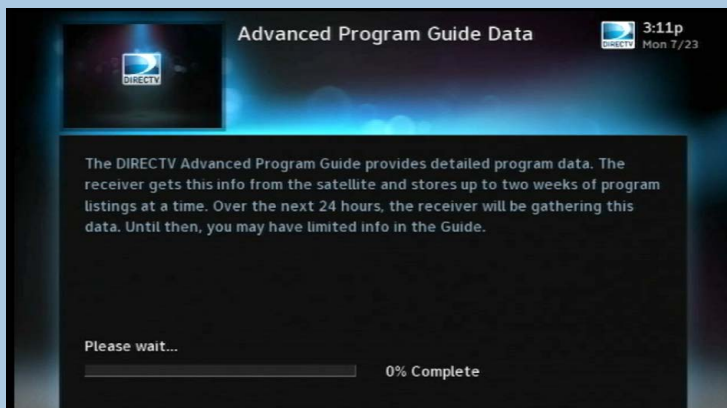 Advanced Program Guide Data
DIRECTV
3:11p
DIRECTV
Mon 7/23
The DIRECTV Advanced Program Guide provides detailed program data. The
receiver gets this info from the satellite and stores up to two weeks of program
listings at a time. Over the next 24 hours, the receiver will be gathering this
data. Until then, you may have limited info in the Guide.
Please wait...
0% Complete